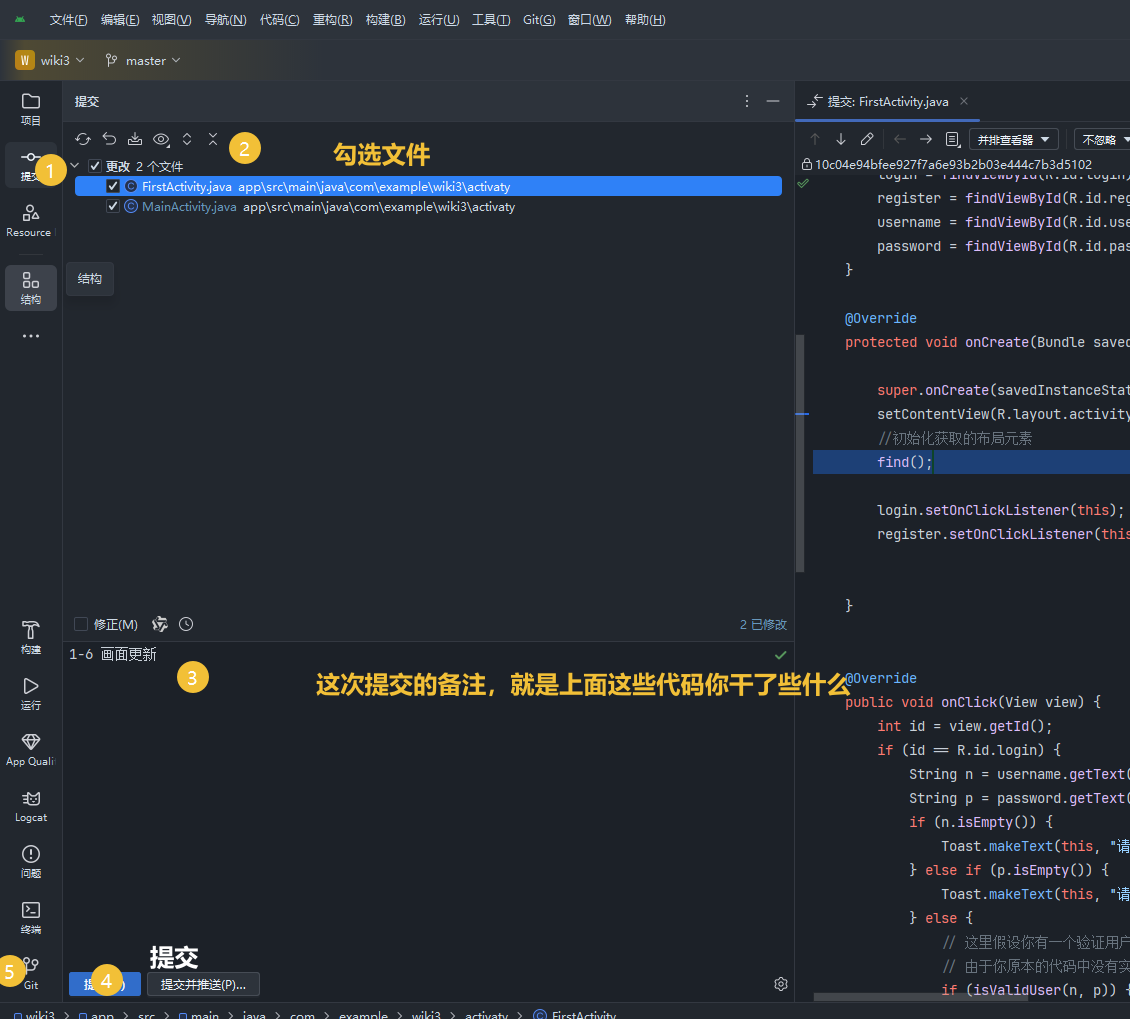 文件(F) 编辑(E) 视图(V) 导航(N) 代码(C) 重构(R) 构建(B) 运行(U) 工具(T) Git(G) 窗口(W) 帮助(H)
W wiki3 master
项目
提交
1
Resource
结构
结构
构建
运行
App Quali
Logcat
问题
终端
5
Git
提交
2
勾选文件
更改 2 个文件
FirstActivity.java app\src\main\java\com\example\wiki3\activaty
MainActivity.java app\src\main\java\com\example\wiki3\activaty
修正(M)
2 已修改
1-6 画面更新
3
这次提交的备注，就是上面这些代码你干了些什么
提交
4
提交并推送(P)...
提交: FirstActivity.java
并排查看器
不忽略
10c04e94bfee927f7a6e93b2b03e444c7b3d5102
login = findViewById(R.id.login)
register = findViewById(R.id.reg
username = findViewById(R.id.use
password = findViewById(R.id.pas
}
@Override
protected void onCreate(Bundle saved
super.onCreate(savedInstanceStat
setContentView(R.layout.activity
//初始化获取的布局元素
find();
login.setOnClickListener(this);
register.setOnClickListener(this
}
@Override
public void onClick(View view) {
int id = view.getId();
if (id == R.id.login) {
String n = username.getText(
String p = password.getText(
if (n.isEmpty()) {
Toast.makeText(this, "请
} else if (p.isEmpty()) {
Toast.makeText(this, "请
} else {
// 这里假设你有一个验证用户
// 由于你原本的代码中没有实
if (isValidUser(n, p)) {
wiki3 > app > src > main > java > com > example > wiki3 > activaty > FirstActivity